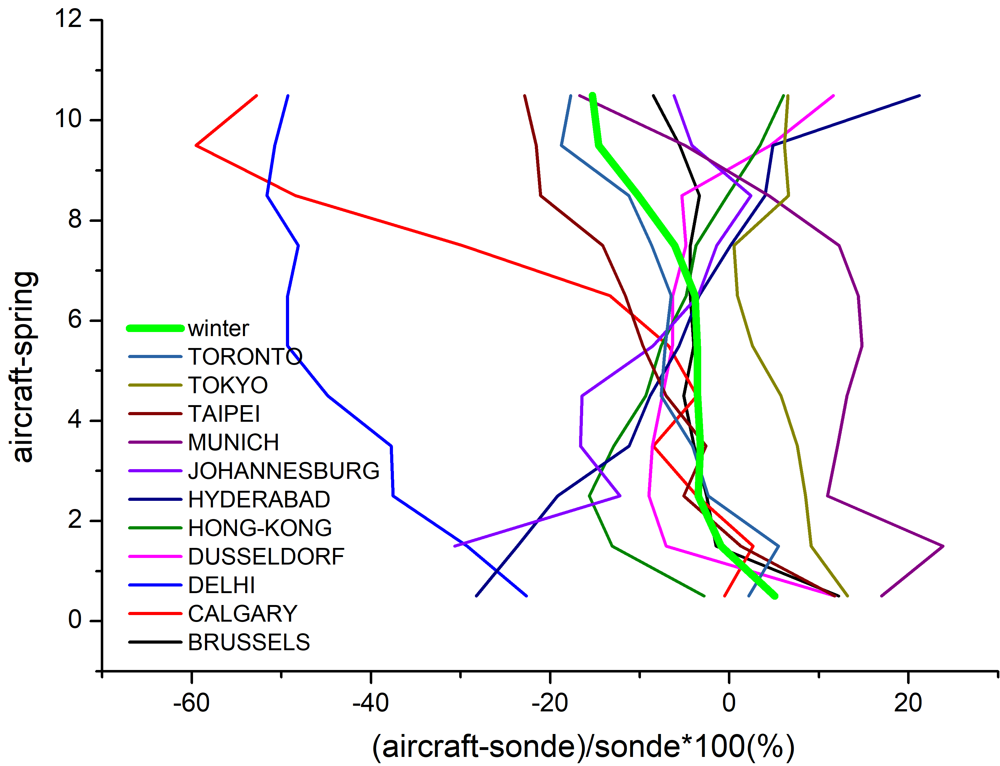 12
10
8
6
4
2
0
aircraft-spring
winter
TORONTO
TOKYO
TAIPEI
MUNICH
JOHANNESBURG
HYDERABAD
HONG-KONG
DUSSELDORF
DELHI
CALGARY
BRUSSELS
-60 -40 -20 0 20
(aircraft-sonde)/sonde*100(%)